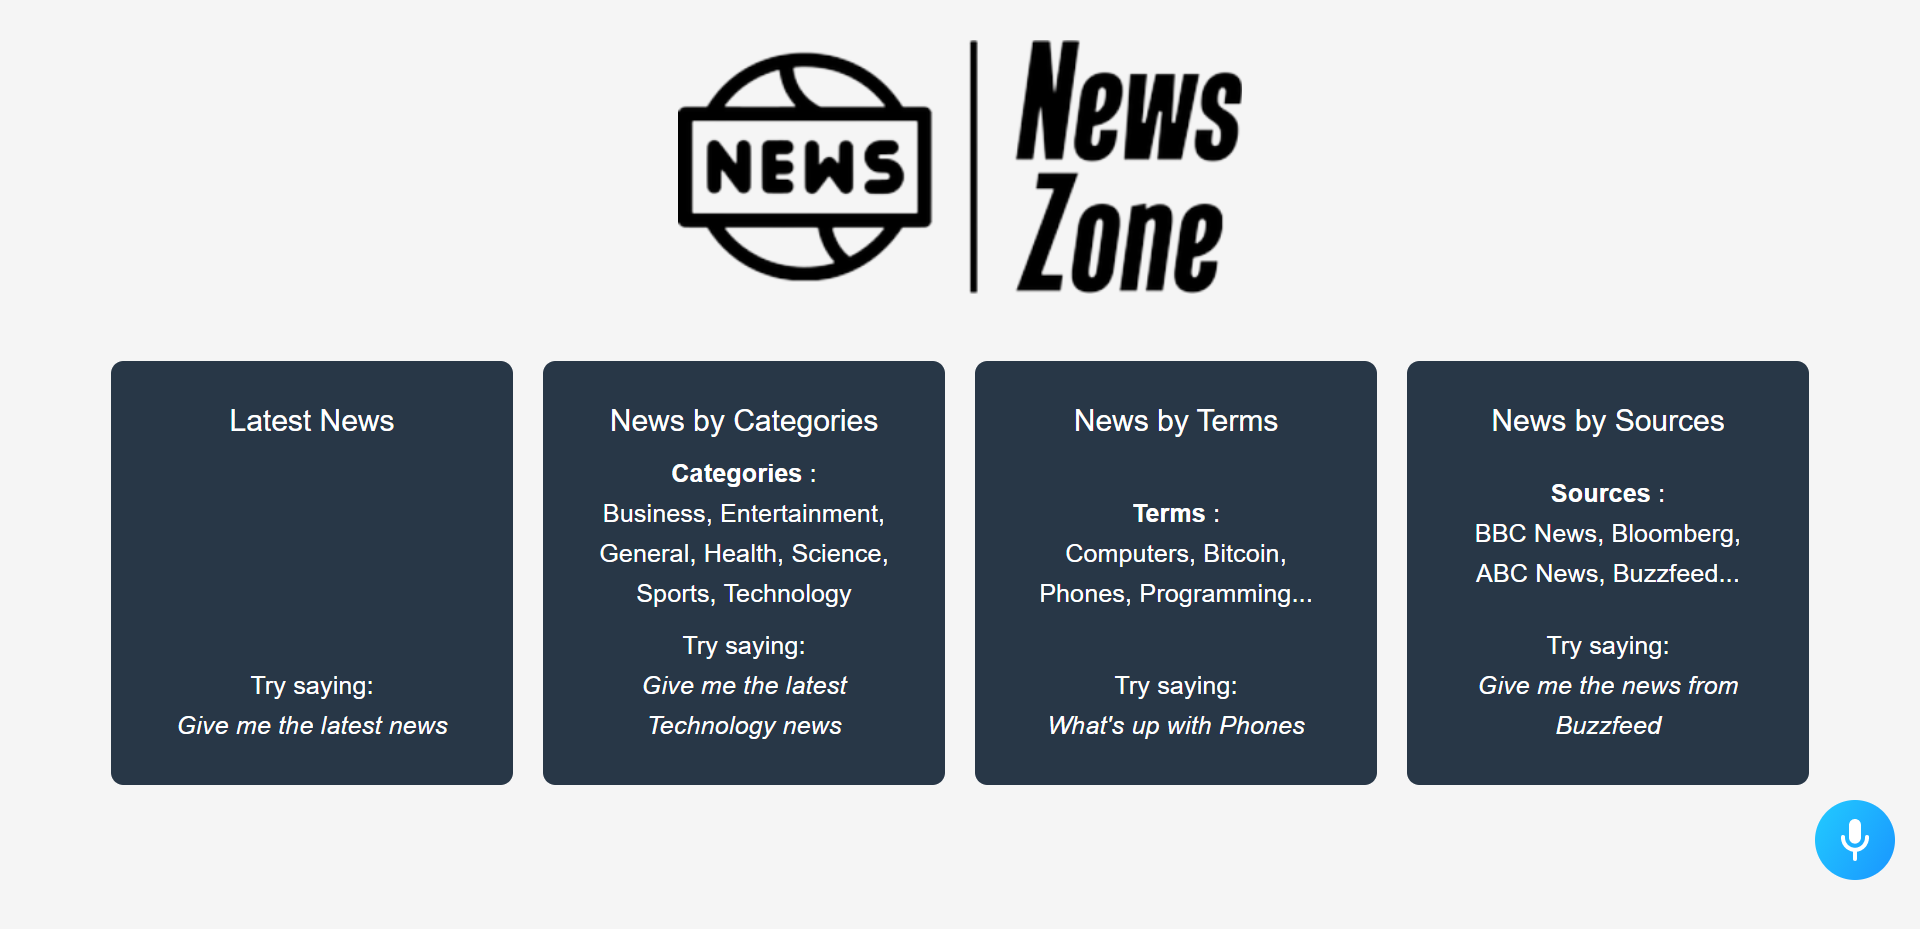 NEWS
News
Zone
Latest News
Try saying:
Give me the latest news
News by Categories
Categories :
Business, Entertainment,
General, Health, Science,
Sports, Technology
Try saying:
Give me the latest
Technology news
News by Terms
Terms :
Computers, Bitcoin,
Phones, Programming...
Try saying:
What's up with Phones
News by Sources
Sources :
BBC News, Bloomberg,
ABC News, Buzzfeed...
Try saying:
Give me the news from
Buzzfeed